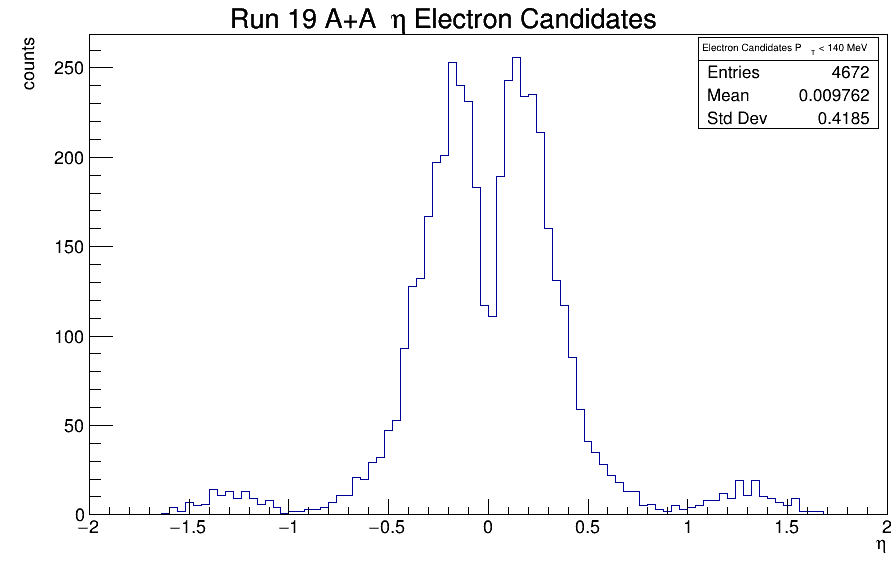 Run 19 A+A η Electron Candidates
counts
Electron Candidates P T < 140 MeV
Entries 4672
Mean 0.009762
Std Dev 0.4185
250
200
150
100
50
0
−2 −1.5 −1 −0.5 0 0.5 1 1.5 2
η